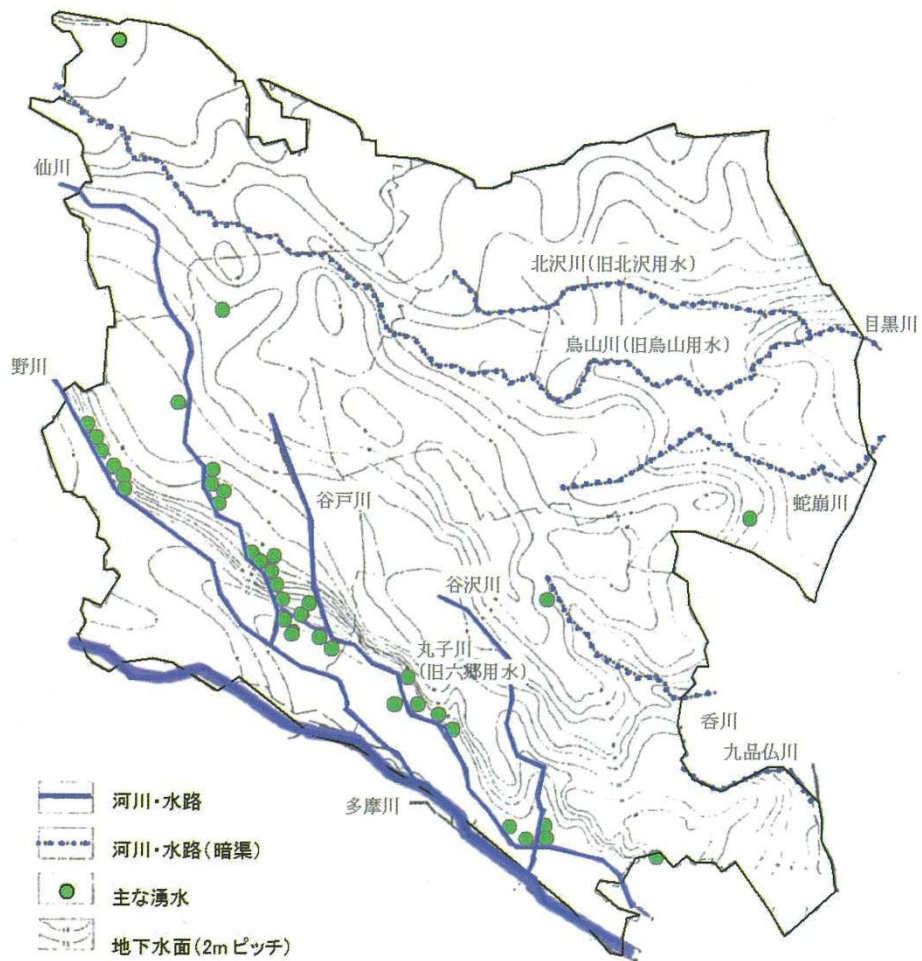 仙川
北沢川(旧北沢用水)
目黒川
烏山川(旧烏山用水)
野川
谷戸川
蛇崩川
谷沢川
丸子川
(旧六郷用水)
呑川
九品仏川
多摩川
河川・水路
河川・水路(暗渠)
主な湧水
地下水面(2mピッチ)